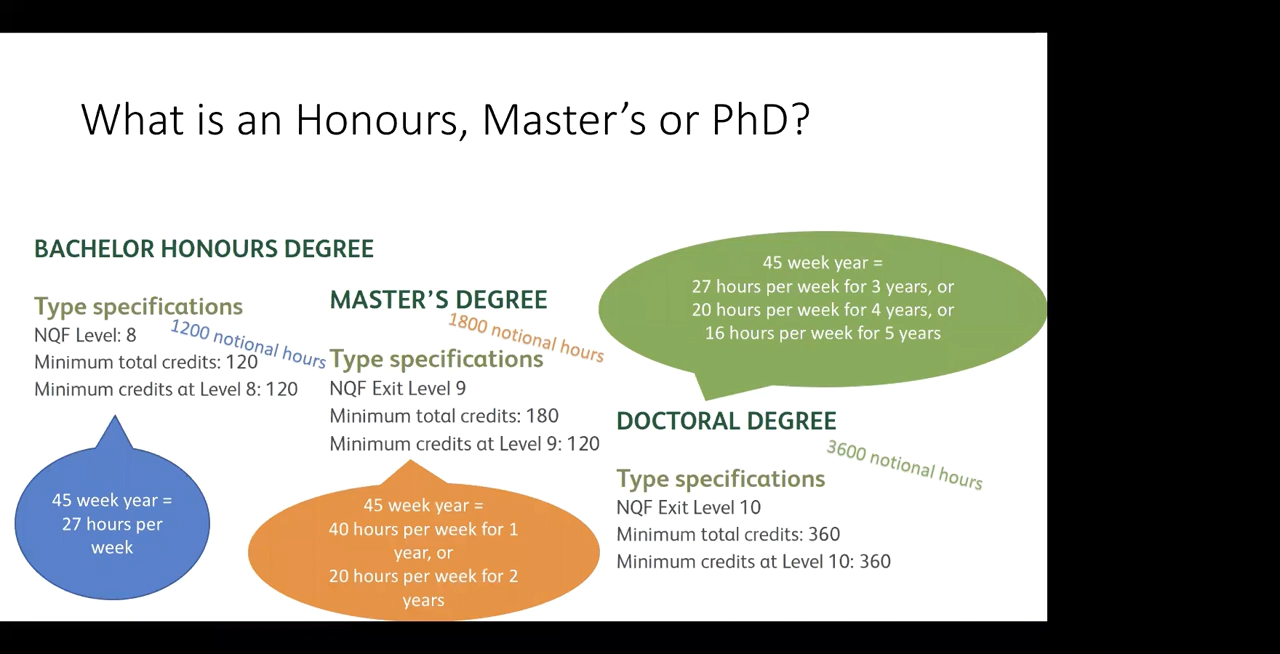 What is an Honours, Master's or PhD?
BACHELOR HONOURS DEGREE
Type specifications
1200 notional hours
NQF Level: 8
Minimum total credits: 120
Minimum credits at Level 8: 120
45 week year =
27 hours per
week
MASTER'S DEGREE
1800 notional hours
Type specifications
NQF Exit Level 9
Minimum total credits: 180
Minimum credits at Level 9: 120
45 week year =
40 hours per week for 1
year, or
20 hours per week for 2
years
45 week year =
27 hours per week for 3 years, or
20 hours per week for 4 years, or
16 hours per week for 5 years
DOCTORAL DEGREE
3600 notional hours
Type specifications
NQF Exit Level 10
Minimum total credits: 360
Minimum credits at Level 10: 360